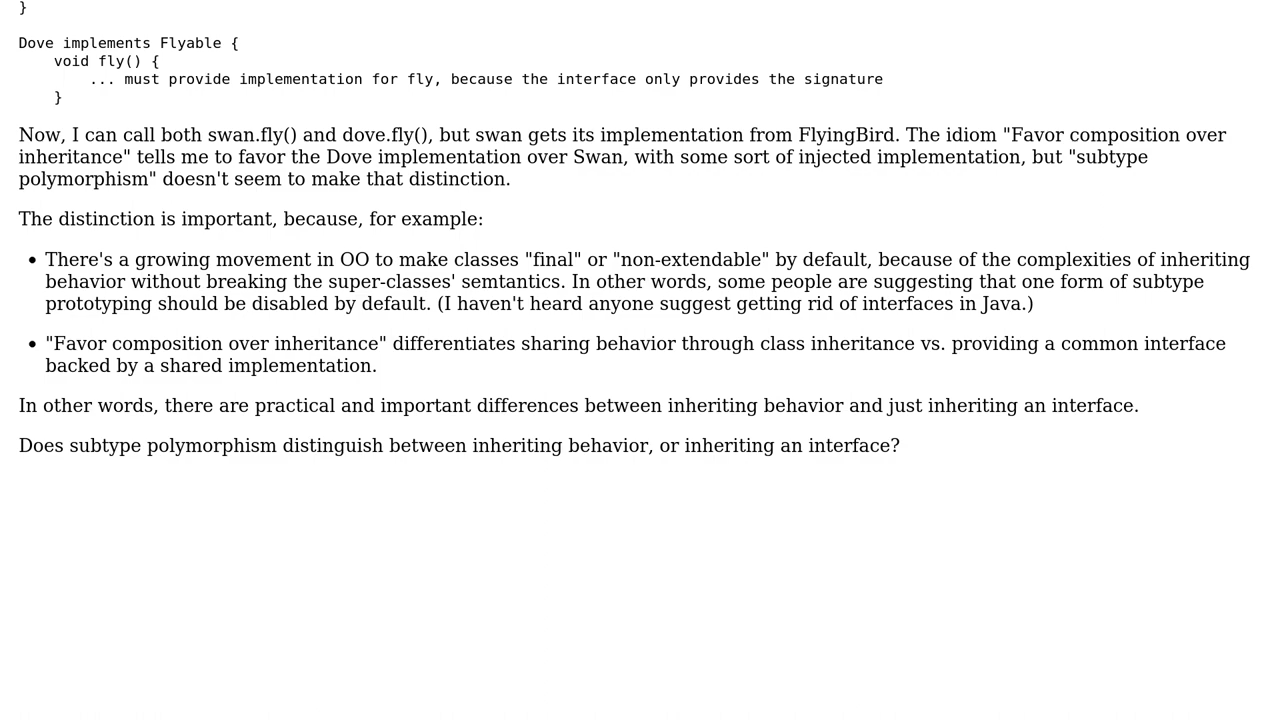 }
Dove implements Flyable {
    void fly() {
        ... must provide implementation for fly, because the interface only provides the signature
    }
Now, I can call both swan.fly() and dove.fly(), but swan gets its implementation from FlyingBird. The idiom "Favor composition over
inheritance" tells me to favor the Dove implementation over Swan, with some sort of injected implementation, but "subtype
polymorphism" doesn't seem to make that distinction.
The distinction is important, because, for example:
• There's a growing movement in OO to make classes "final" or "non-extendable" by default, because of the complexities of inheriting
behavior without breaking the super-classes' semtantics. In other words, some people are suggesting that one form of subtype
prototyping should be disabled by default. (I haven't heard anyone suggest getting rid of interfaces in Java.)
• "Favor composition over inheritance" differentiates sharing behavior through class inheritance vs. providing a common interface
backed by a shared implementation.
In other words, there are practical and important differences between inheriting behavior and just inheriting an interface.
Does subtype polymorphism distinguish between inheriting behavior, or inheriting an interface?